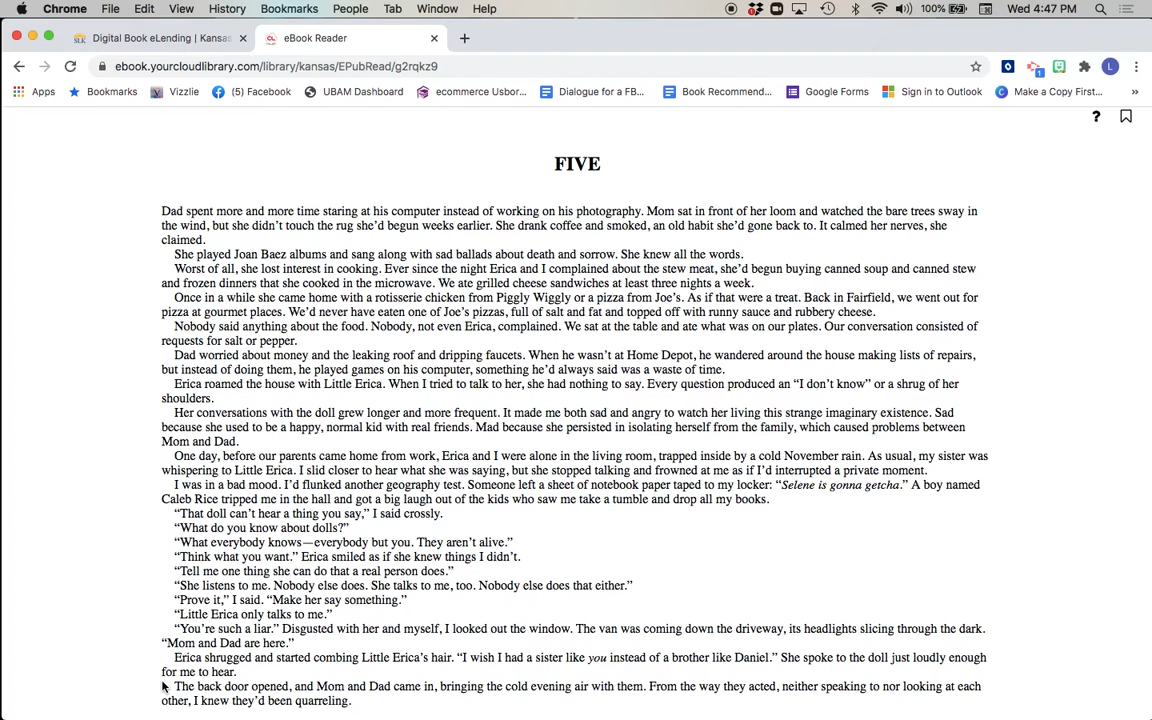 Chrome File Edit View History Bookmarks People Tab Window Help 100% Wed 4:47 PM
Digital Book eLending | Kansas eBook Reader
ebook.yourcloudlibrary.com/library/kansas/EPubRead/g2rqkz9
Apps Bookmarks Vizzlie (5) Facebook UBAM Dashboard ecommerce Usbor... Dialogue for a FB... Book Recommend... Google Forms Sign in to Outlook Make a Copy First... »
?
FIVE
Dad spent more and more time staring at his computer instead of working on his photography. Mom sat in front of her loom and watched the bare trees sway in
the wind, but she didn’t touch the rug she’d begun weeks earlier. She drank coffee and smoked, an old habit she’d gone back to. It calmed her nerves, she
claimed.
She played Joan Baez albums and sang along with sad ballads about death and sorrow. She knew all the words.
Worst of all, she lost interest in cooking. Ever since the night Erica and I complained about the stew meat, she’d begun buying canned soup and canned stew
and frozen dinners that she cooked in the microwave. We ate grilled cheese sandwiches at least three nights a week.
Once in a while she came home with a rotisserie chicken from Piggly Wiggly or a pizza from Joe’s. As if that were a treat. Back in Fairfield, we went out for
pizza at gourmet places. We’d never have eaten one of Joe’s pizzas, full of salt and fat and topped off with runny sauce and rubbery cheese.
Nobody said anything about the food. Nobody, not even Erica, complained. We sat at the table and ate what was on our plates. Our conversation consisted of
requests for salt or pepper.
Dad worried about money and the leaking roof and dripping faucets. When he wasn’t at Home Depot, he wandered around the house making lists of repairs,
but instead of doing them, he played games on his computer, something he’d always said was a waste of time.
Erica roamed the house with Little Erica. When I tried to talk to her, she had nothing to say. Every question produced an “I don’t know” or a shrug of her
shoulders.
Her conversations with the doll grew longer and more frequent. It made me both sad and angry to watch her living this strange imaginary existence. Sad
because she used to be a happy, normal kid with real friends. Mad because she persisted in isolating herself from the family, which caused problems between
Mom and Dad.
One day, before our parents came home from work, Erica and I were alone in the living room, trapped inside by a cold November rain. As usual, my sister was
whispering to Little Erica. I slid closer to hear what she was saying, but she stopped talking and frowned at me as if I’d interrupted a private moment.
I was in a bad mood. I’d flunked another geography test. Someone left a sheet of notebook paper taped to my locker: “Selene is gonna getcha.” A boy named
Caleb Rice tripped me in the hall and got a big laugh out of the kids who saw me take a tumble and drop all my books.
“That doll can’t hear a thing you say,” I said crossly.
“What do you know about dolls?”
“What everybody knows—everybody but you. They aren’t alive.”
“Think what you want.” Erica smiled as if she knew things I didn’t.
“Tell me one thing she can do that a real person does.”
“She listens to me. Nobody else does. She talks to me, too. Nobody else does that either.”
“Prove it,” I said. “Make her say something.”
“Little Erica only talks to me.”
“You’re such a liar.” Disgusted with her and myself, I looked out the window. The van was coming down the driveway, its headlights slicing through the dark.
“Mom and Dad are here.”
Erica shrugged and started combing Little Erica’s hair. “I wish I had a sister like you instead of a brother like Daniel.” She spoke to the doll just loudly enough
for me to hear.
The back door opened, and Mom and Dad came in, bringing the cold evening air with them. From the way they acted, neither speaking to nor looking at each
other, I knew they’d been quarreling.